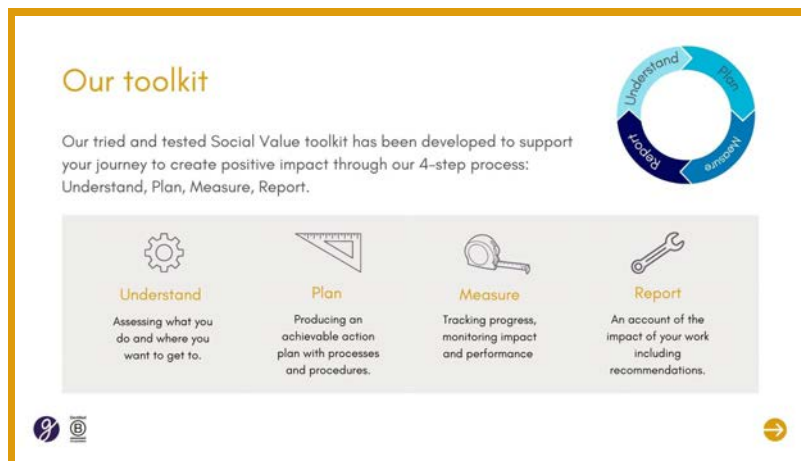 Our toolkit
Understand
Plan
Measure
Report
Our tried and tested Social Value toolkit has been developed to support
your journey to create positive impact through our 4-step process:
Understand, Plan, Measure, Report.
Understand
Assessing what you
do and where you
want to get to.
Plan
Producing an
achievable action
plan with processes
and procedures.
Measure
Tracking progress,
monitoring impact
and performance
Report
An account of the
impact of your work
including
recommendations.
g
Certified
B